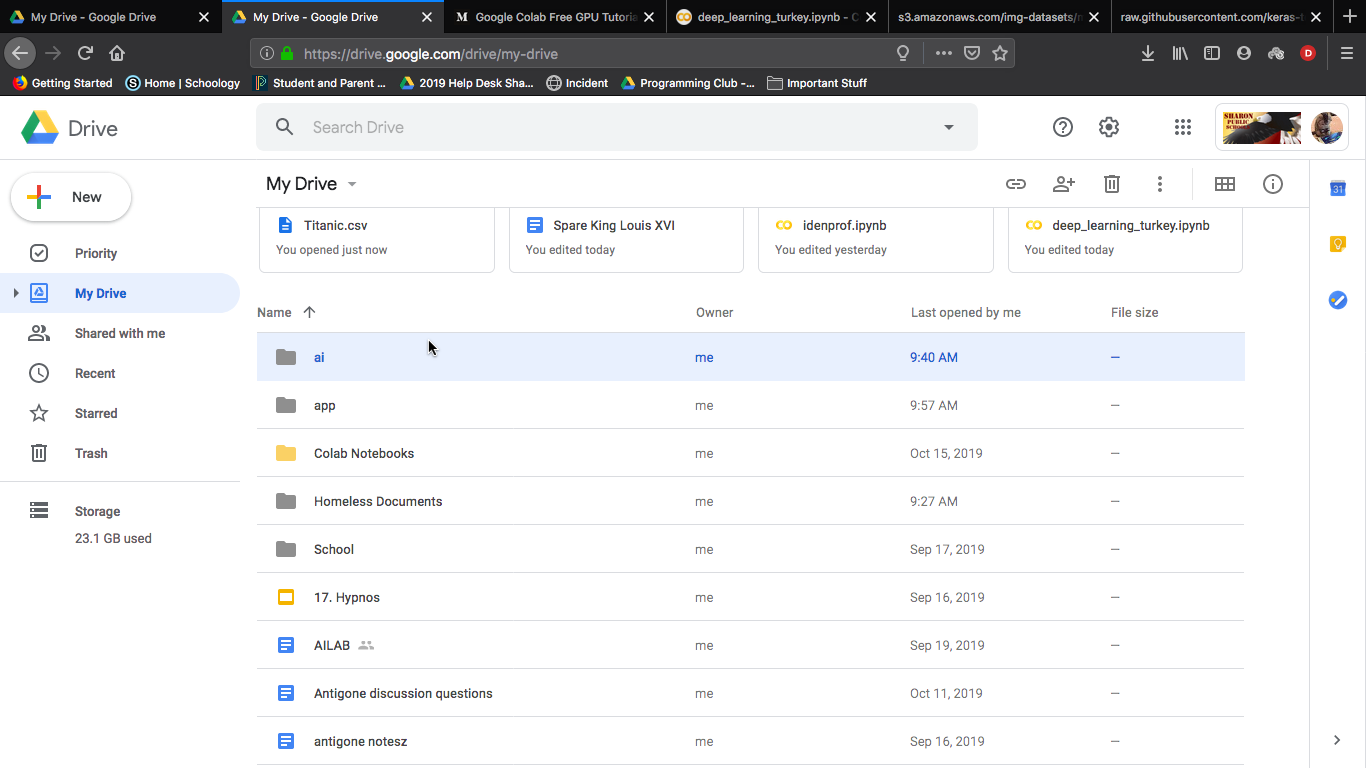 My Drive - Google Drive
My Drive - Google Drive
Google Colab Free GPU Tutoria
deep_learning_turkey.ipynb - C
s3.amazonaws.com/img-datasets/
raw.githubusercontent.com/keras-t
https://drive.google.com/drive/my-drive
D
Getting Started
Home | Schoology
Student and Parent ...
2019 Help Desk Sha...
Incident
Programming Club -...
Important Stuff
Drive
Search Drive
SHARON
PUBLIC
SCHOOLS
New
My Drive
31
Titanic.csv
Spare King Louis XVI
idenprof.ipynb
deep_learning_turkey.ipynb
You opened just now
You edited today
You edited yesterday
You edited today
Priority
My Drive
Shared with me
Recent
Starred
Trash
Storage
23.1 GB used
Name Owner Last opened by me File size
ai me 9:40 AM —
app me 9:57 AM —
Colab Notebooks me Oct 15, 2019 —
Homeless Documents me 9:27 AM —
School me Sep 17, 2019 —
17. Hypnos me Sep 16, 2019 —
AILAB me Sep 19, 2019 —
Antigone discussion questions me Oct 11, 2019 —
antigone notesz me Sep 16, 2019 —